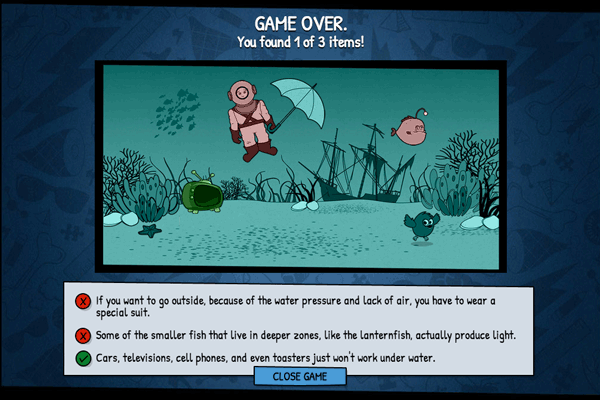 GAME OVER.
You found 1 of 3 items!
If you want to go outside, because of the water pressure and lack of air, you have to wear a
special suit.
Some of the smaller fish that live in deeper zones, like the lanternfish, actually produce light.
Cars, televisions, cell phones, and even toasters just won't work under water.
CLOSE GAME